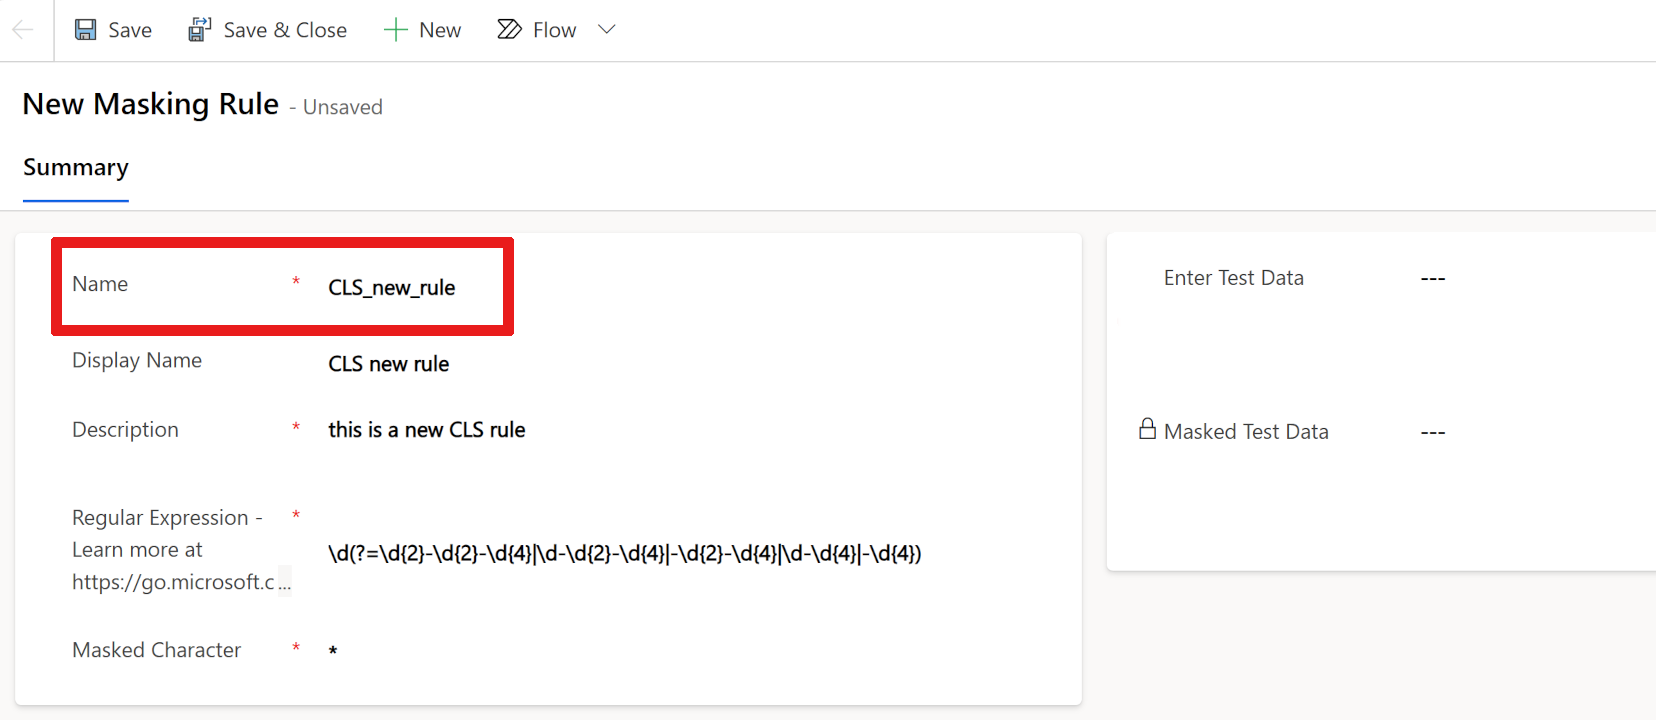 Save Save & Close New Flow
New Masking Rule - Unsaved
Summary
Name * CLS_new_rule
Display Name CLS new rule
Description * this is a new CLS rule
Regular Expression - *
Learn more at
https://go.microsoft.c...
\d(?=\d{2}-\d{2}-\d{4}|\d-\d{2}-\d{4}|-\d{2}-\d{4}|\d-\d{4}|-\d{4})
Masked Character * *
Enter Test Data ---
Masked Test Data ---